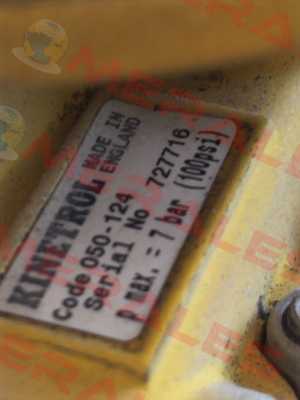 KINETROL MADE IN
ENGLAND
Code 050-124
Serial No 727716
p max. = 7 bar (100psi)